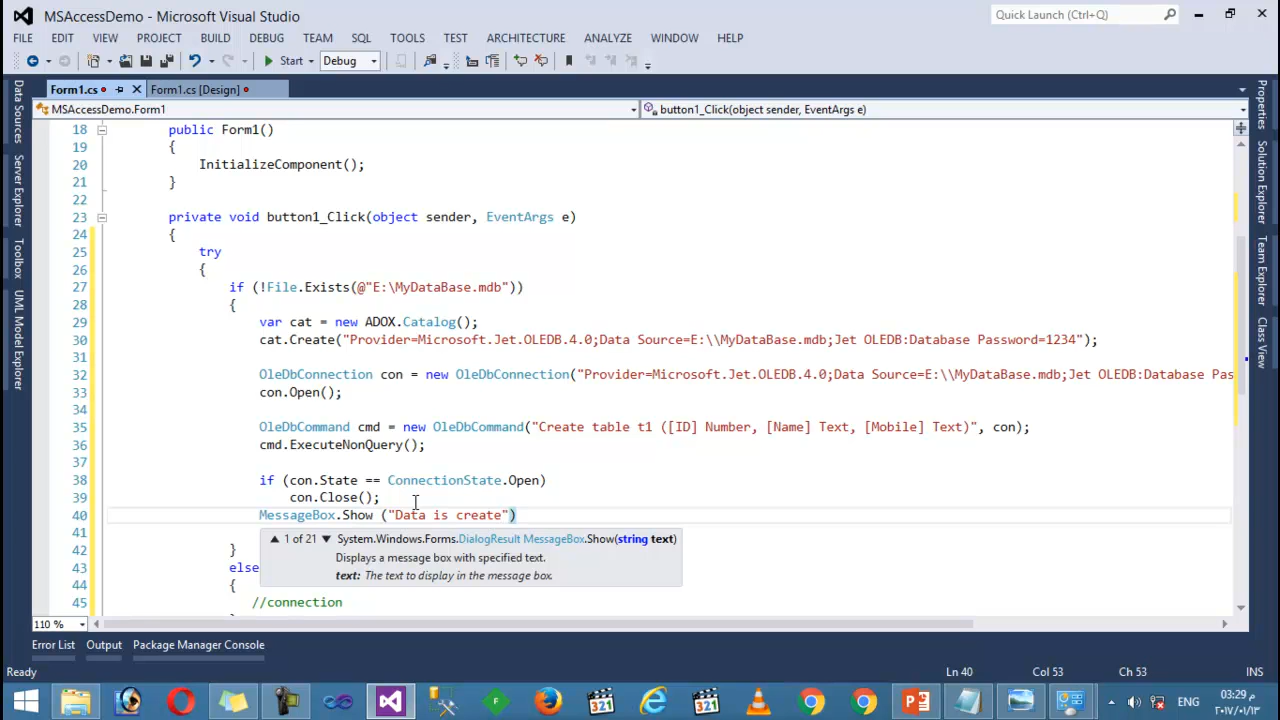 MSAccessDemo - Microsoft Visual Studio
Quick Launch (Ctrl+Q)
FILE EDIT VIEW PROJECT BUILD DEBUG TEAM SQL TOOLS TEST ARCHITECTURE ANALYZE WINDOW HELP
Start Debug
Form1.cs Form1.cs [Design]
MSAccessDemo.Form1 button1_Click(object sender, EventArgs e)
Data Sources
Server Explorer
Toolbox
UML Model Explorer
18 public Form1()
19 {
20 InitializeComponent();
21 }
22
23 private void button1_Click(object sender, EventArgs e)
24 {
25 try
26 {
27 if (!File.Exists(@"E:\MyDataBase.mdb"))
28 {
29 var cat = new ADOX.Catalog();
30 cat.Create("Provider=Microsoft.Jet.OLEDB.4.0;Data Source=E:\\MyDataBase.mdb;Jet OLEDB:Database Password=1234");
31
32 OleDbConnection con = new OleDbConnection("Provider=Microsoft.Jet.OLEDB.4.0;Data Source=E:\\MyDataBase.mdb;Jet OLEDB:Database Pas
33 con.Open();
34
35 OleDbCommand cmd = new OleDbCommand("Create table t1 ([ID] Number, [Name] Text, [Mobile] Text)", con);
36 cmd.ExecuteNonQuery();
37
38 if (con.State == ConnectionState.Open)
39 con.Close();
40 MessageBox.Show ("Data is create")
41
▲ 1 of 21 ▼ System.Windows.Forms.DialogResult MessageBox.Show(string text)
Displays a message box with specified text.
text: The text to display in the message box.
42 }
43 else
44 {
45 //connection
Properties
Solution Explorer
Team Explorer
Class View
110 %
Error List Output Package Manager Console
Ready Ln 40 Col 53 Ch 53 INS
ENG 03:29 م
٢٠١٧/٠١/١٣